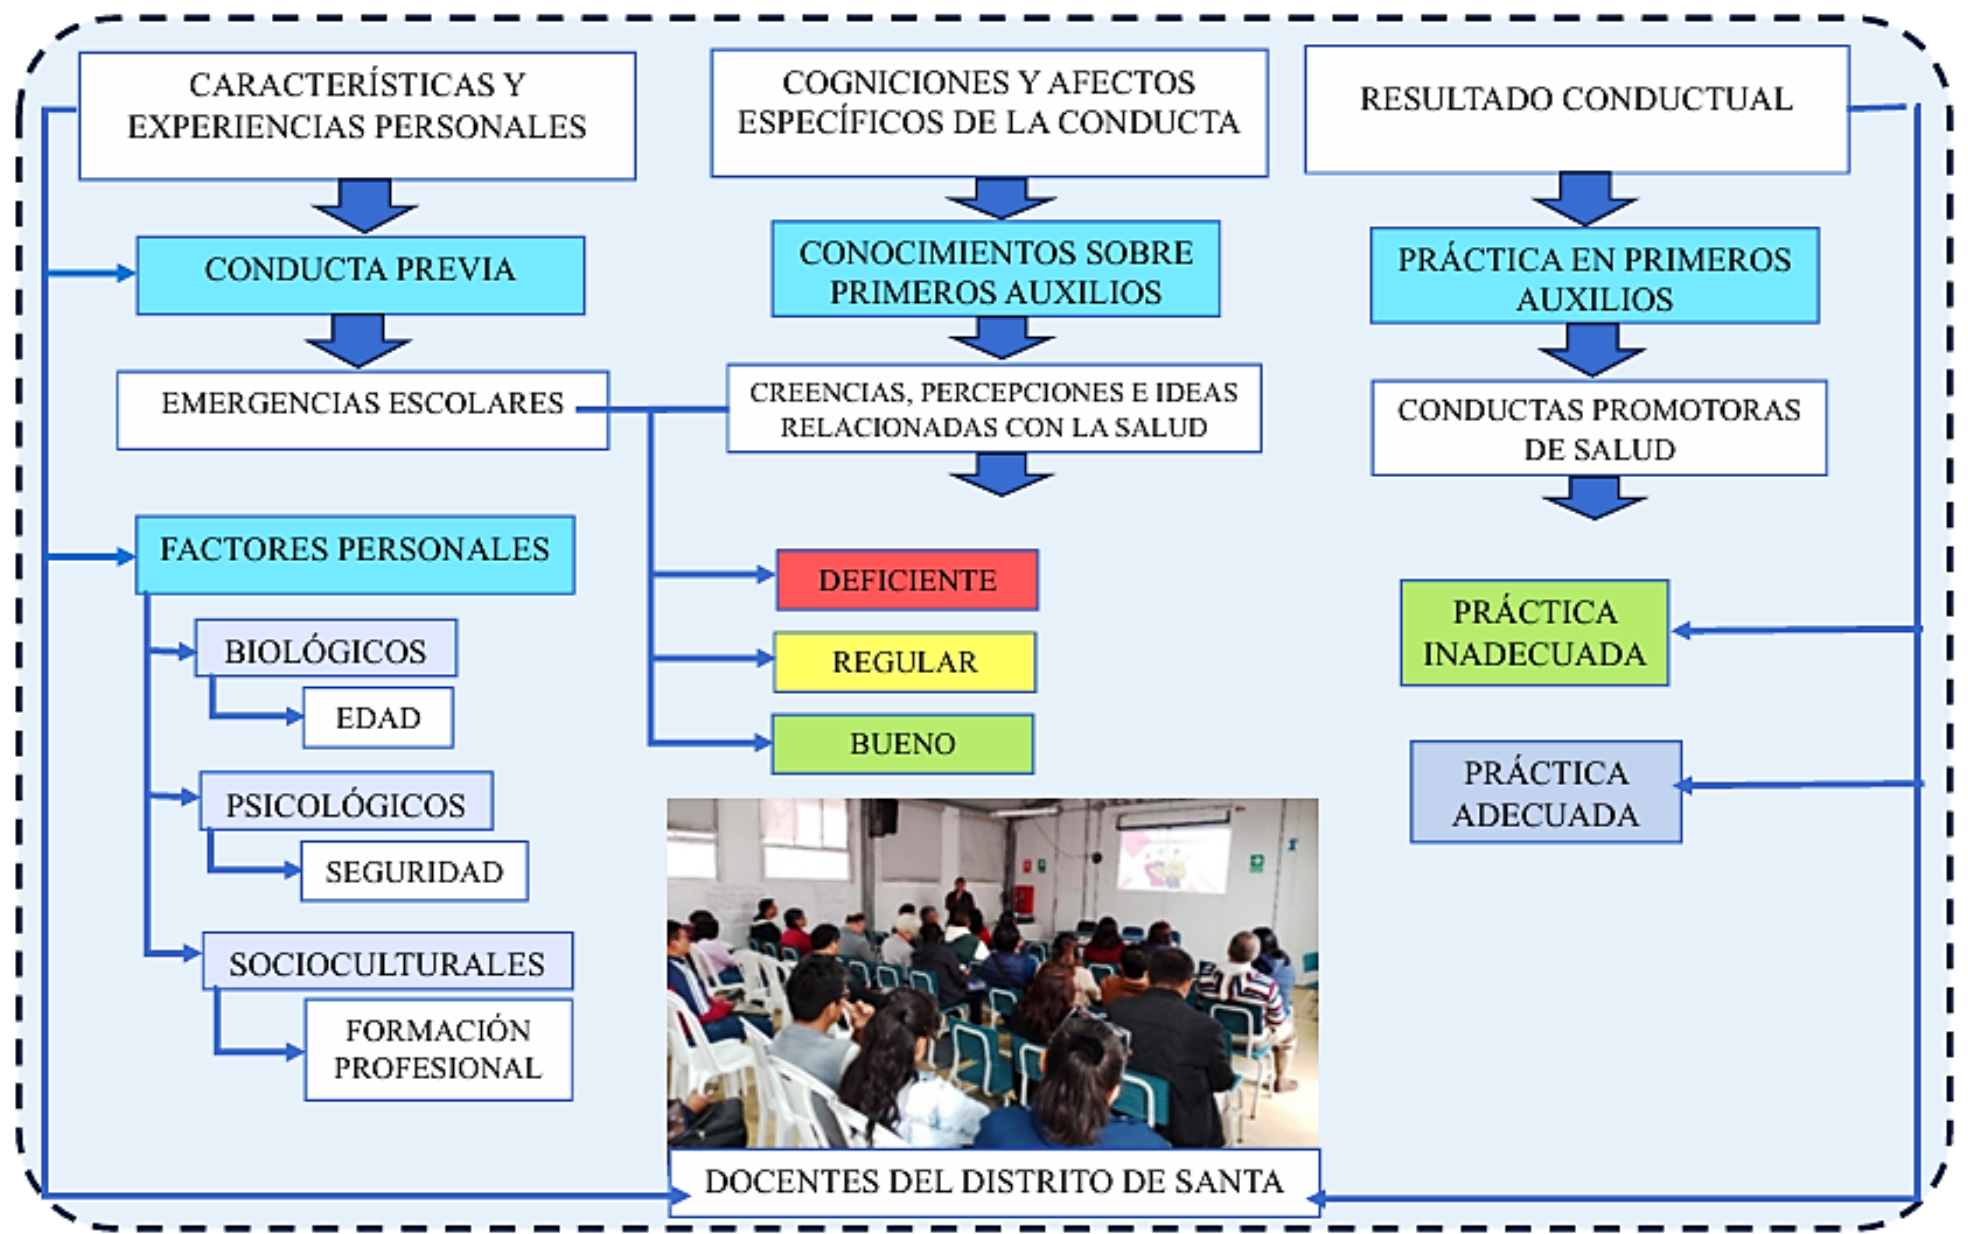 CARACTERÍSTICAS Y
EXPERIENCIAS PERSONALES
CONDUCTA PREVIA
EMERGENCIAS ESCOLARES
FACTORES PERSONALES
BIOLÓGICOS
EDAD
PSICOLÓGICOS
SEGURIDAD
SOCIOCULTURALES
FORMACIÓN
PROFESIONAL
COGNICIONES Y AFECTOS
ESPECÍFICOS DE LA CONDUCTA
CONOCIMIENTOS SOBRE
PRIMEROS AUXILIOS
CREENCIAS, PERCEPCIONES E IDEAS
RELACIONADAS CON LA SALUD
DEFICIENTE
REGULAR
BUENO
RESULTADO CONDUCTUAL
PRÁCTICA EN PRIMEROS
AUXILIOS
CONDUCTAS PROMOTORAS
DE SALUD
PRÁCTICA
INADECUADA
PRÁCTICA
ADECUADA
DOCENTES DEL DISTRITO DE SANTA